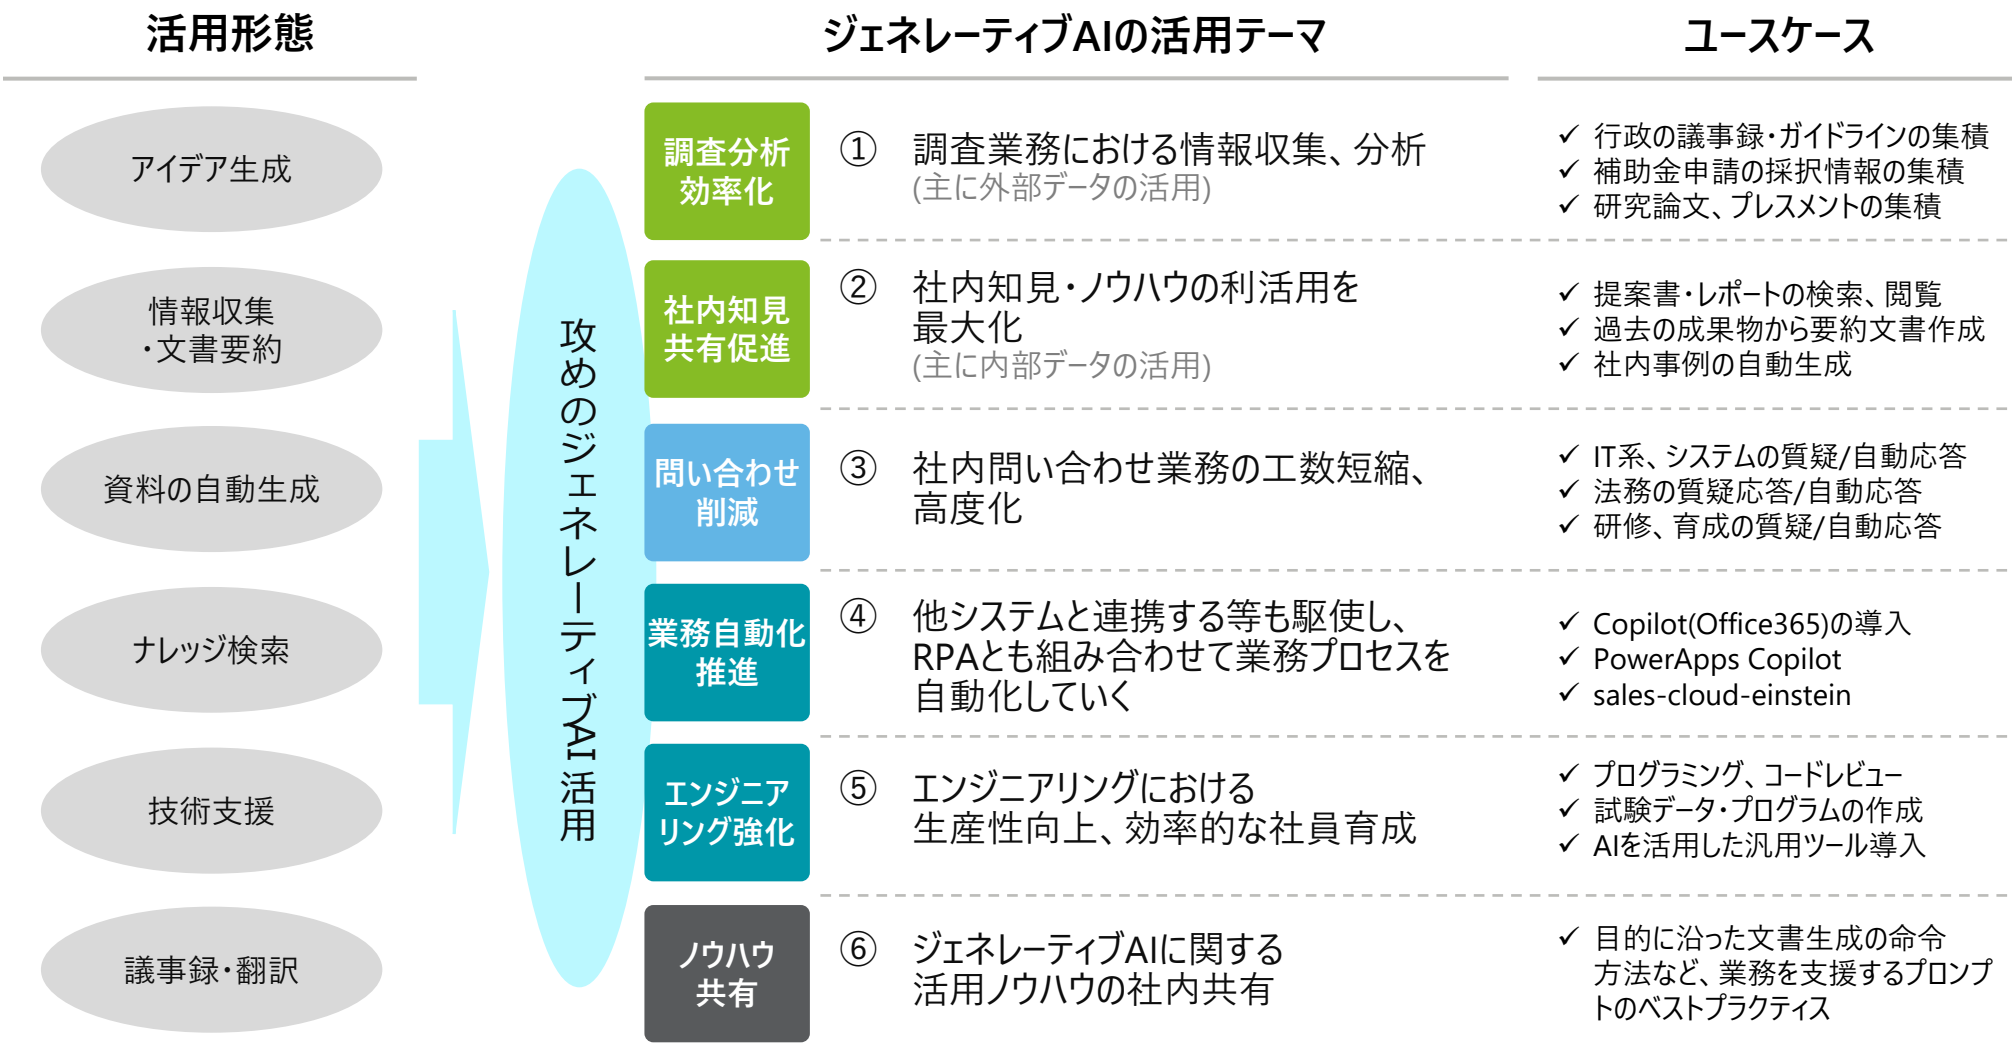 活用形態
ジェネレーティブAIの活用テーマ
ユースケース
アイデア生成
情報収集
・文書要約
資料の自動生成
ナレッジ検索
技術支援
議事録・翻訳
攻めのジェネレーティブAI活用
調査分析
効率化
① 調査業務における情報収集、分析
(主に外部データの活用)
✓ 行政の議事録・ガイドラインの集積
✓ 補助金申請の採択情報の集積
✓ 研究論文、プレスメントの集積
社内知見
共有促進
② 社内知見・ノウハウの利活用を
最大化
(主に内部データの活用)
✓ 提案書・レポートの検索、閲覧
✓ 過去の成果物から要約文書作成
✓ 社内事例の自動生成
問い合わせ
削減
③ 社内問い合わせ業務の工数短縮、
高度化
✓ IT系、システムの質疑/自動応答
✓ 法務の質疑応答/自動応答
✓ 研修、育成の質疑/自動応答
業務自動化
推進
④ 他システムと連携する等も駆使し、
RPAとも組み合わせて業務プロセスを
自動化していく
✓ Copilot(Office365)の導入
✓ PowerApps Copilot
✓ sales-cloud-einstein
エンジニア
リング強化
⑤ エンジニアリングにおける
生産性向上、効率的な社員育成
✓ プログラミング、コードレビュー
✓ 試験データ・プログラムの作成
✓ AIを活用した汎用ツール導入
ノウハウ
共有
⑥ ジェネレーティブAIに関する
活用ノウハウの社内共有
✓ 目的に沿った文書生成の命令
方法など、業務を支援するプロンプ
トのベストプラクティス